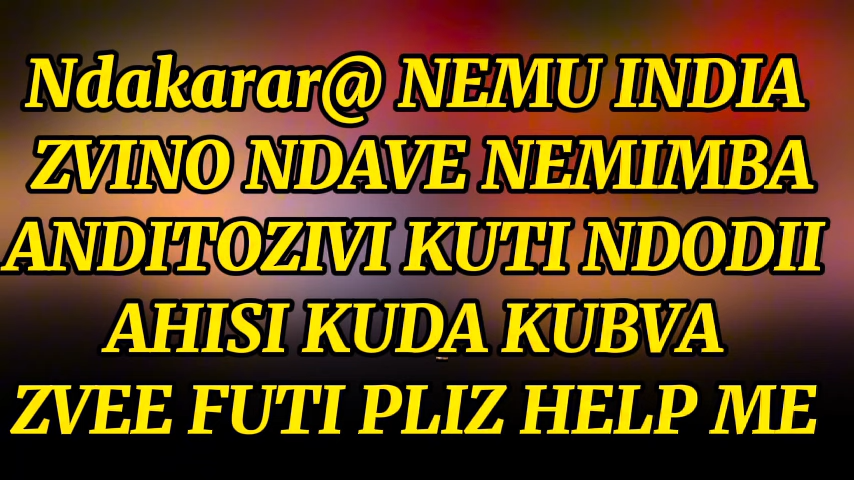 Ndakarar@ NEMU INDIA
ZVINO NDAVE NEMIMBA
ANDITOZIVI KUTI NDODII
AHISI KUDA KUBVA
ZVEE FUTI PLIZ HELP ME